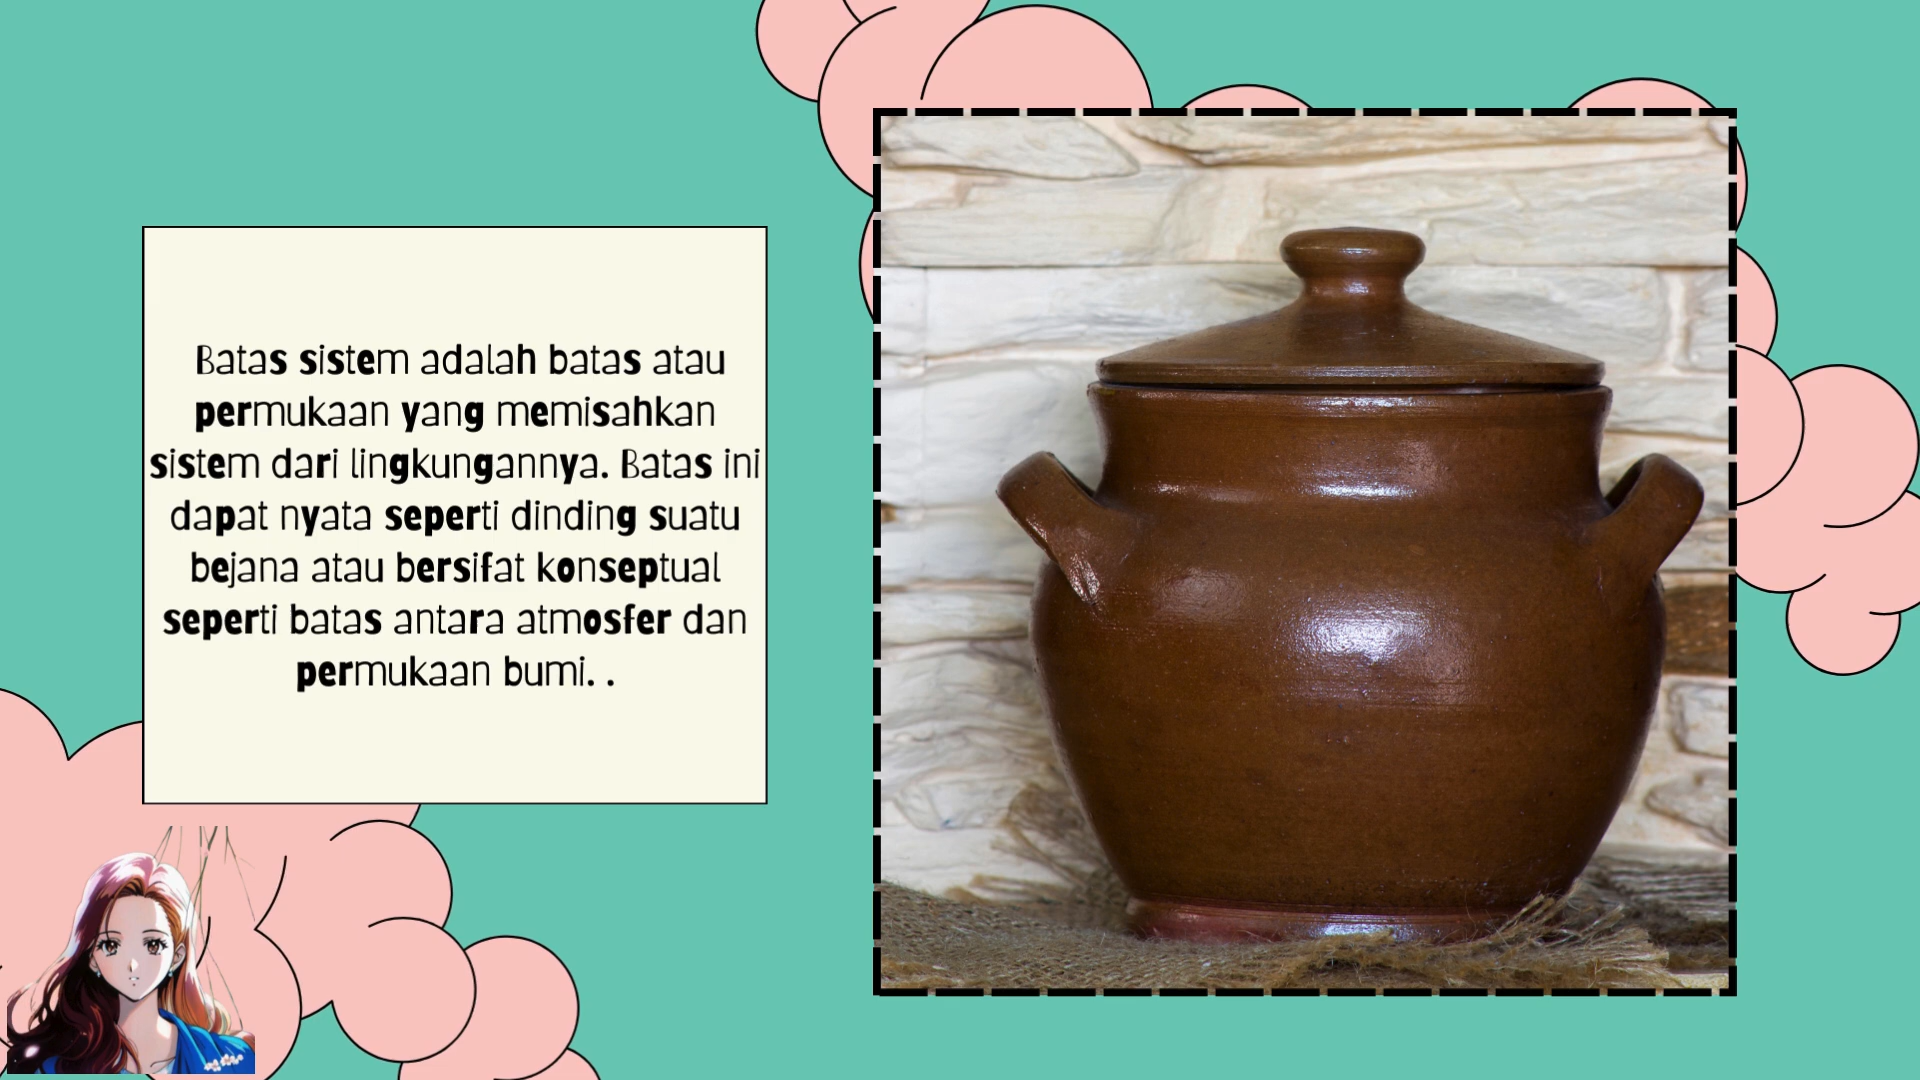 Batas sistem adalah batas atau
permukaan yang memisahkan
sistem dari lingkungannya. Batas ini
dapat nyata seperti dinding suatu
bejana atau bersifat konseptual
seperti batas antara atmosfer dan
permukaan bumi. .